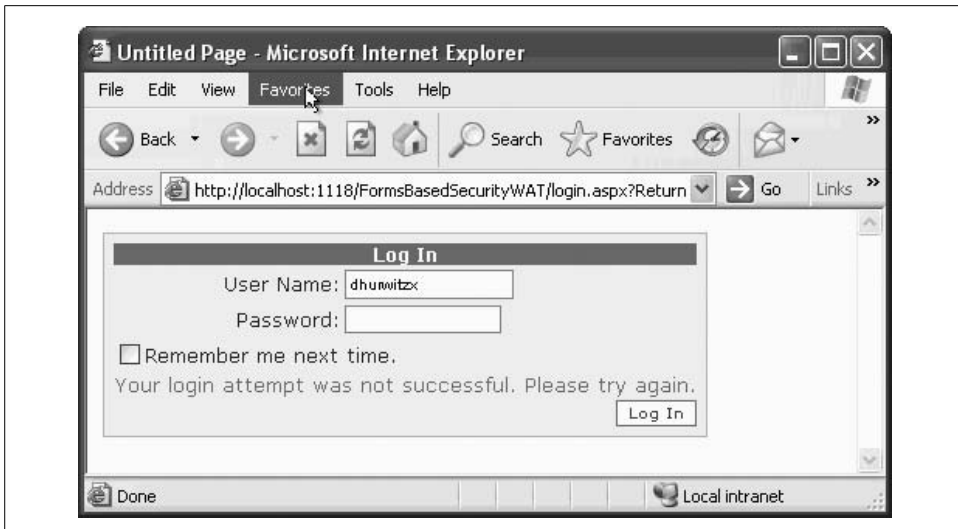 Untitled Page - Microsoft Internet Explorer
File Edit View Favorites Tools Help
Back Search Favorites »
Address http://localhost:1118/FormsBasedSecurityWAT/login.aspx?Return Go Links »
Log In
User Name: dhurwitzx
Password:
Remember me next time.
Your login attempt was not successful. Please try again.
Log In
Done Local intranet